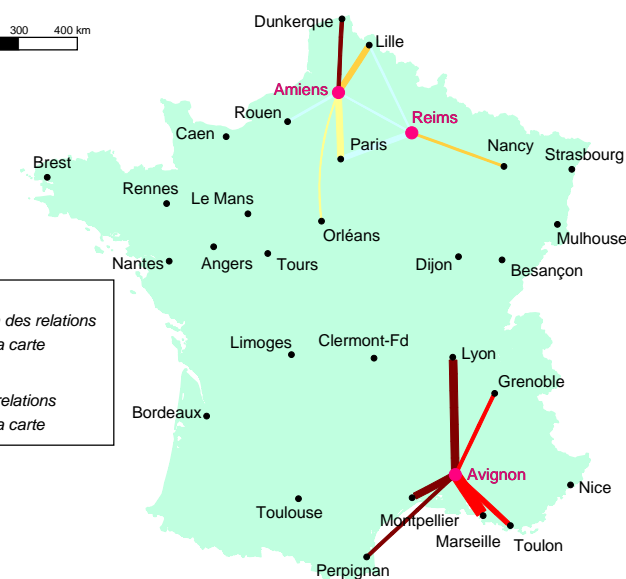 Dunkerque
300 400 km
Lille
Amiens
Rouen
Reims
Caen
Paris
Nancy
Brest
Strasbourg
Rennes
Le Mans
Orléans
Mulhouse
Nantes
Angers
Tours
Dijon
Besançon
des relations
a carte
Limoges
Clermont-Fd
Lyon
Grenoble
relations
a carte
Bordeaux
Avignon
Nice
Toulouse
Montpellier
Marseille
Toulon
Perpignan